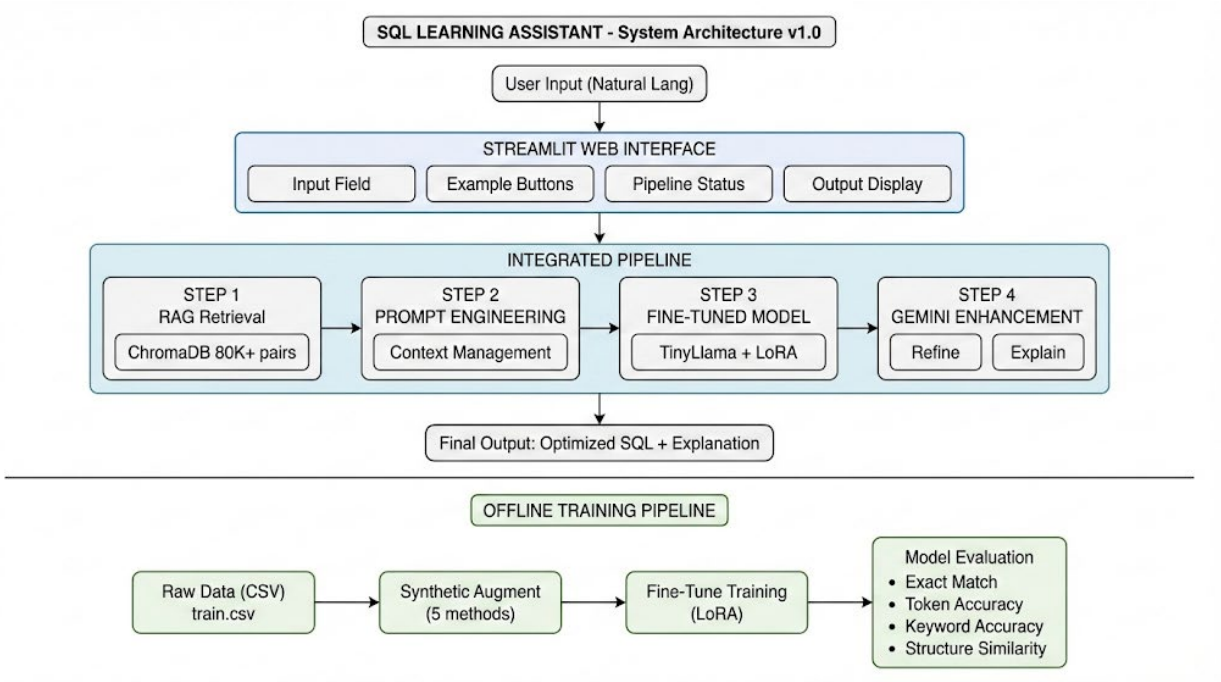 SQL LEARNING ASSISTANT - System Architecture v1.0
User Input (Natural Lang)
STREAMLIT WEB INTERFACE
Input Field
Example Buttons
Pipeline Status
Output Display
INTEGRATED PIPELINE
STEP 1
RAG Retrieval
ChromaDB 80K+ pairs
STEP 2
PROMPT ENGINEERING
Context Management
STEP 3
FINE-TUNED MODEL
TinyLlama + LoRA
STEP 4
GEMINI ENHANCEMENT
Refine
Explain
Final Output: Optimized SQL + Explanation
OFFLINE TRAINING PIPELINE
Raw Data (CSV)
train.csv
Synthetic Augment
(5 methods)
Fine-Tune Training
(LoRA)
Model Evaluation
• Exact Match
• Token Accuracy
• Keyword Accuracy
• Structure Similarity